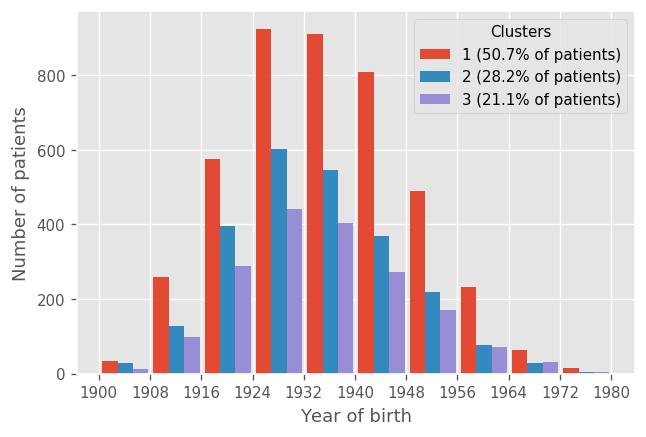 Clusters
1 (50.7% of patients)
2 (28.2% of patients)
3 (21.1% of patients)
Number of patients
800
600
400
200
0
1900 1908 1916 1924 1932 1940 1948 1956 1964 1972 1980
Year of birth